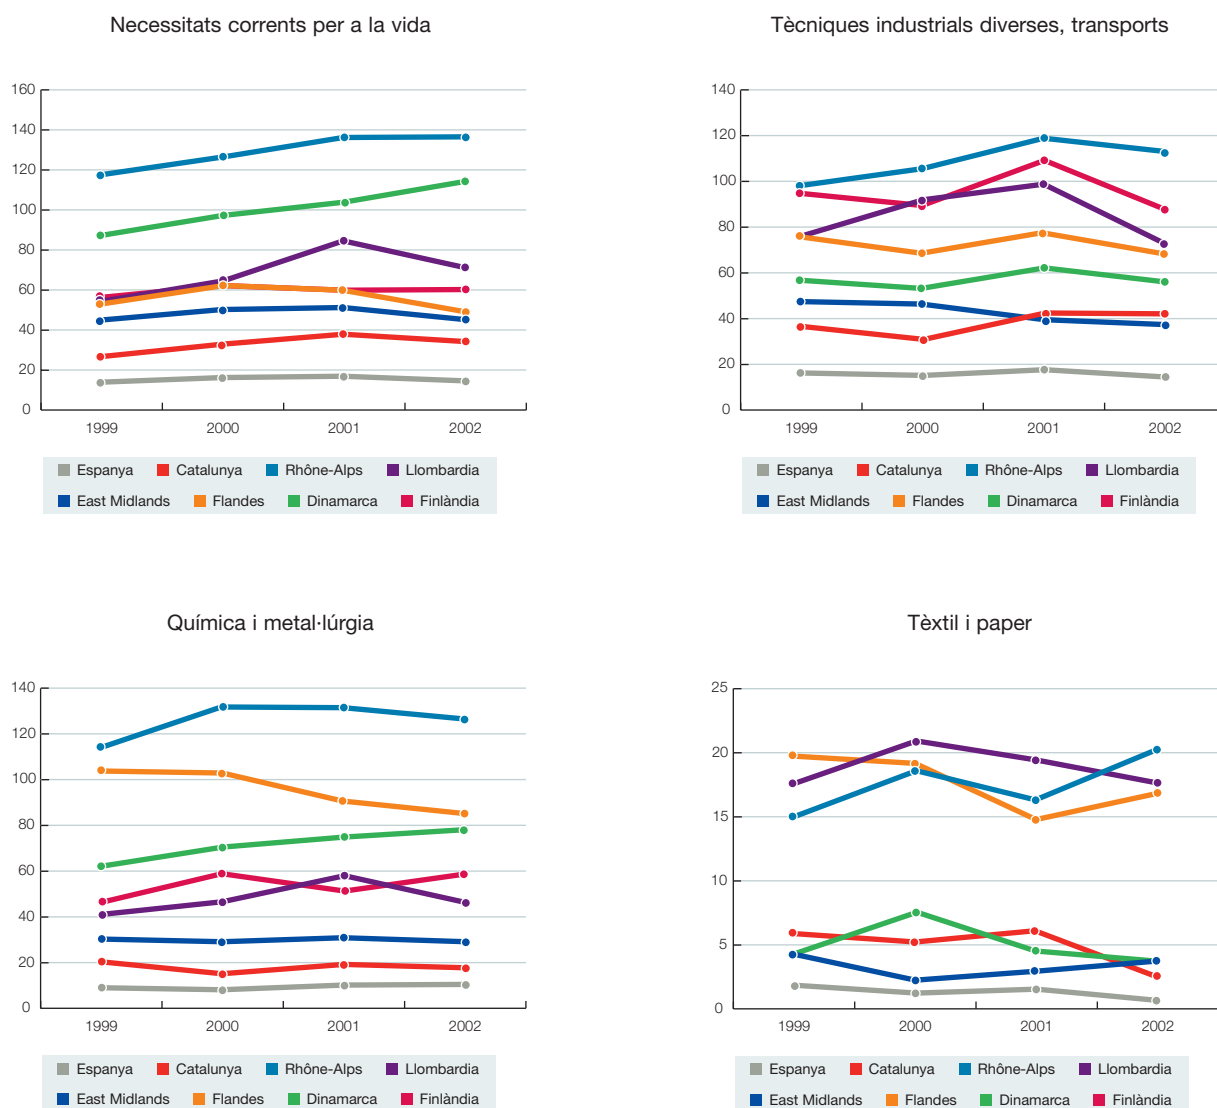 Necessitats corrents per a la vida
160
140
120
100
80
60
40
20
0
1999 2000 2001 2002
Espanya Catalunya Rhône-Alps Llombardia
East Midlands Flandes Dinamarca Finlàndia
Tècniques industrials diverses, transports
140
120
100
80
60
40
20
0
1999 2000 2001 2002
Espanya Catalunya Rhône-Alps Llombardia
East Midlands Flandes Dinamarca Finlàndia
Química i metal·lúrgia
140
120
100
80
60
40
20
0
1999 2000 2001 2002
Espanya Catalunya Rhône-Alps Llombardia
East Midlands Flandes Dinamarca Finlàndia
Tèxtil i paper
25
20
15
10
5
0
1999 2000 2001 2002
Espanya Catalunya Rhône-Alps Llombardia
East Midlands Flandes Dinamarca Finlàndia